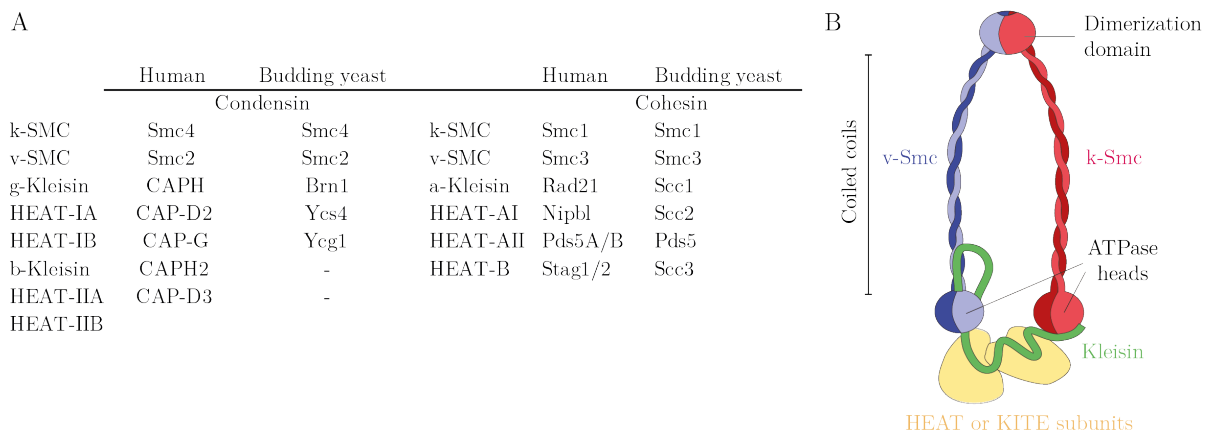 A
Human Budding yeast Human Budding yeast
Condensin Cohesin
k-SMC Smc4 Smc4 k-SMC Smc1 Smc1
v-SMC Smc2 Smc2 v-SMC Smc3 Smc3
g-Kleisin CAPH Brn1 a-Kleisin Rad21 Scc1
HEAT-IA CAP-D2 Ycs4 HEAT-AI Nipbl Scc2
HEAT-IB CAP-G Ycg1 HEAT-AII Pds5A/B Pds5
b-Kleisin CAPH2 - HEAT-B Stag1/2 Scc3
HEAT-IIA CAP-D3 -
HEAT-IIB
B
Dimerization
domain
Coiled coils
v-Smc
k-Smc
ATPase
heads
Kleisin
HEAT or KITE subunits